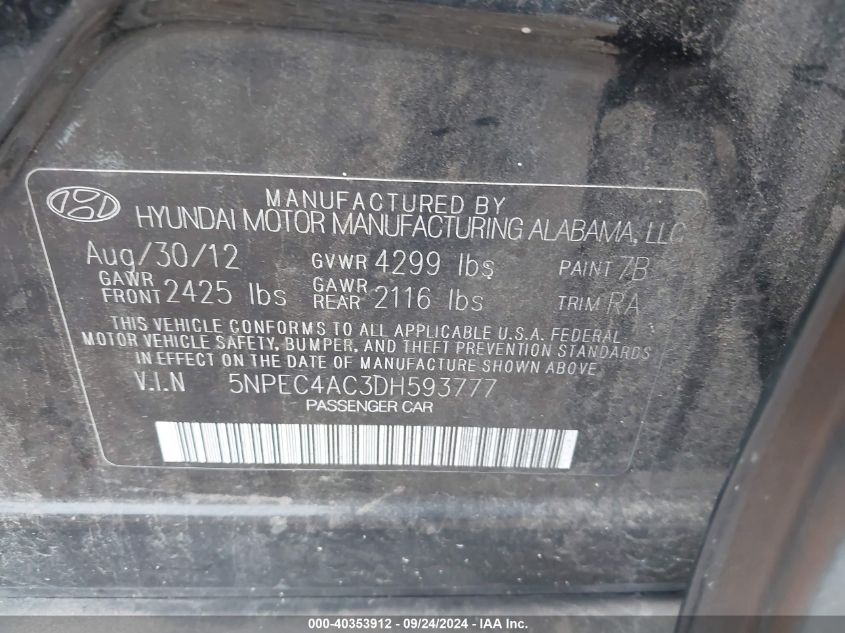 MANUFACTURED BY
HYUNDAI MOTOR MANUFACTURING ALABAMA, LLC
Aug/30/12 GVWR 4299 lbs PAINT 7B
GAWR FRONT 2425 lbs GAWR REAR 2116 lbs TRIM RA
THIS VEHICLE CONFORMS TO ALL APPLICABLE U.S.A. FEDERAL
MOTOR VEHICLE SAFETY, BUMPER, AND THEFT PREVENTION STANDARDS
IN EFFECT ON THE DATE OF MANUFACTURE SHOWN ABOVE
V.I.N 5NPEC4AC3DH593777
PASSENGER CAR
000-40353912 - 09/24/2024 - IAA Inc.